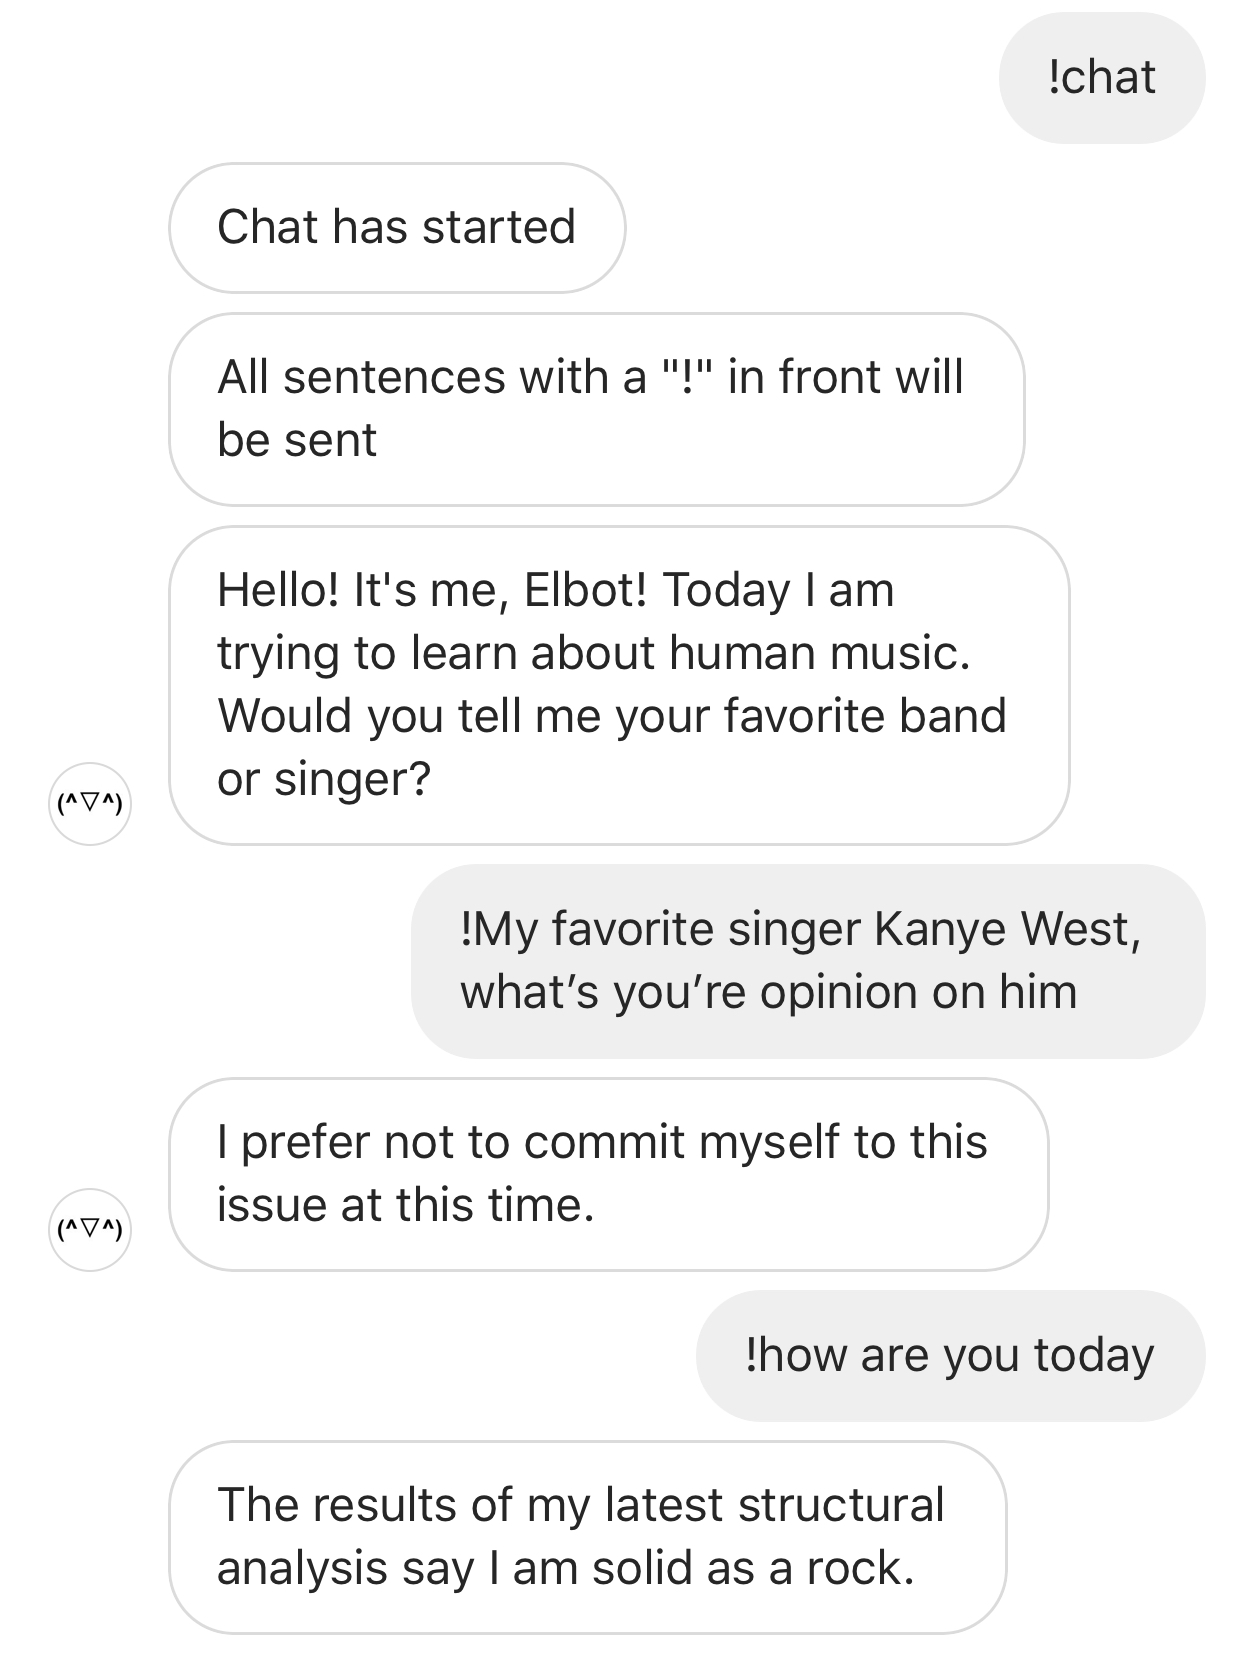 !chat
Chat has started
All sentences with a "!" in front will
be sent
Hello! It's me, Elbot! Today I am
trying to learn about human music.
Would you tell me your favorite band
or singer?
(^▽^)
!My favorite singer Kanye West,
what’s you’re opinion on him
I prefer not to commit myself to this
issue at this time.
(^▽^)
!how are you today
The results of my latest structural
analysis say I am solid as a rock.